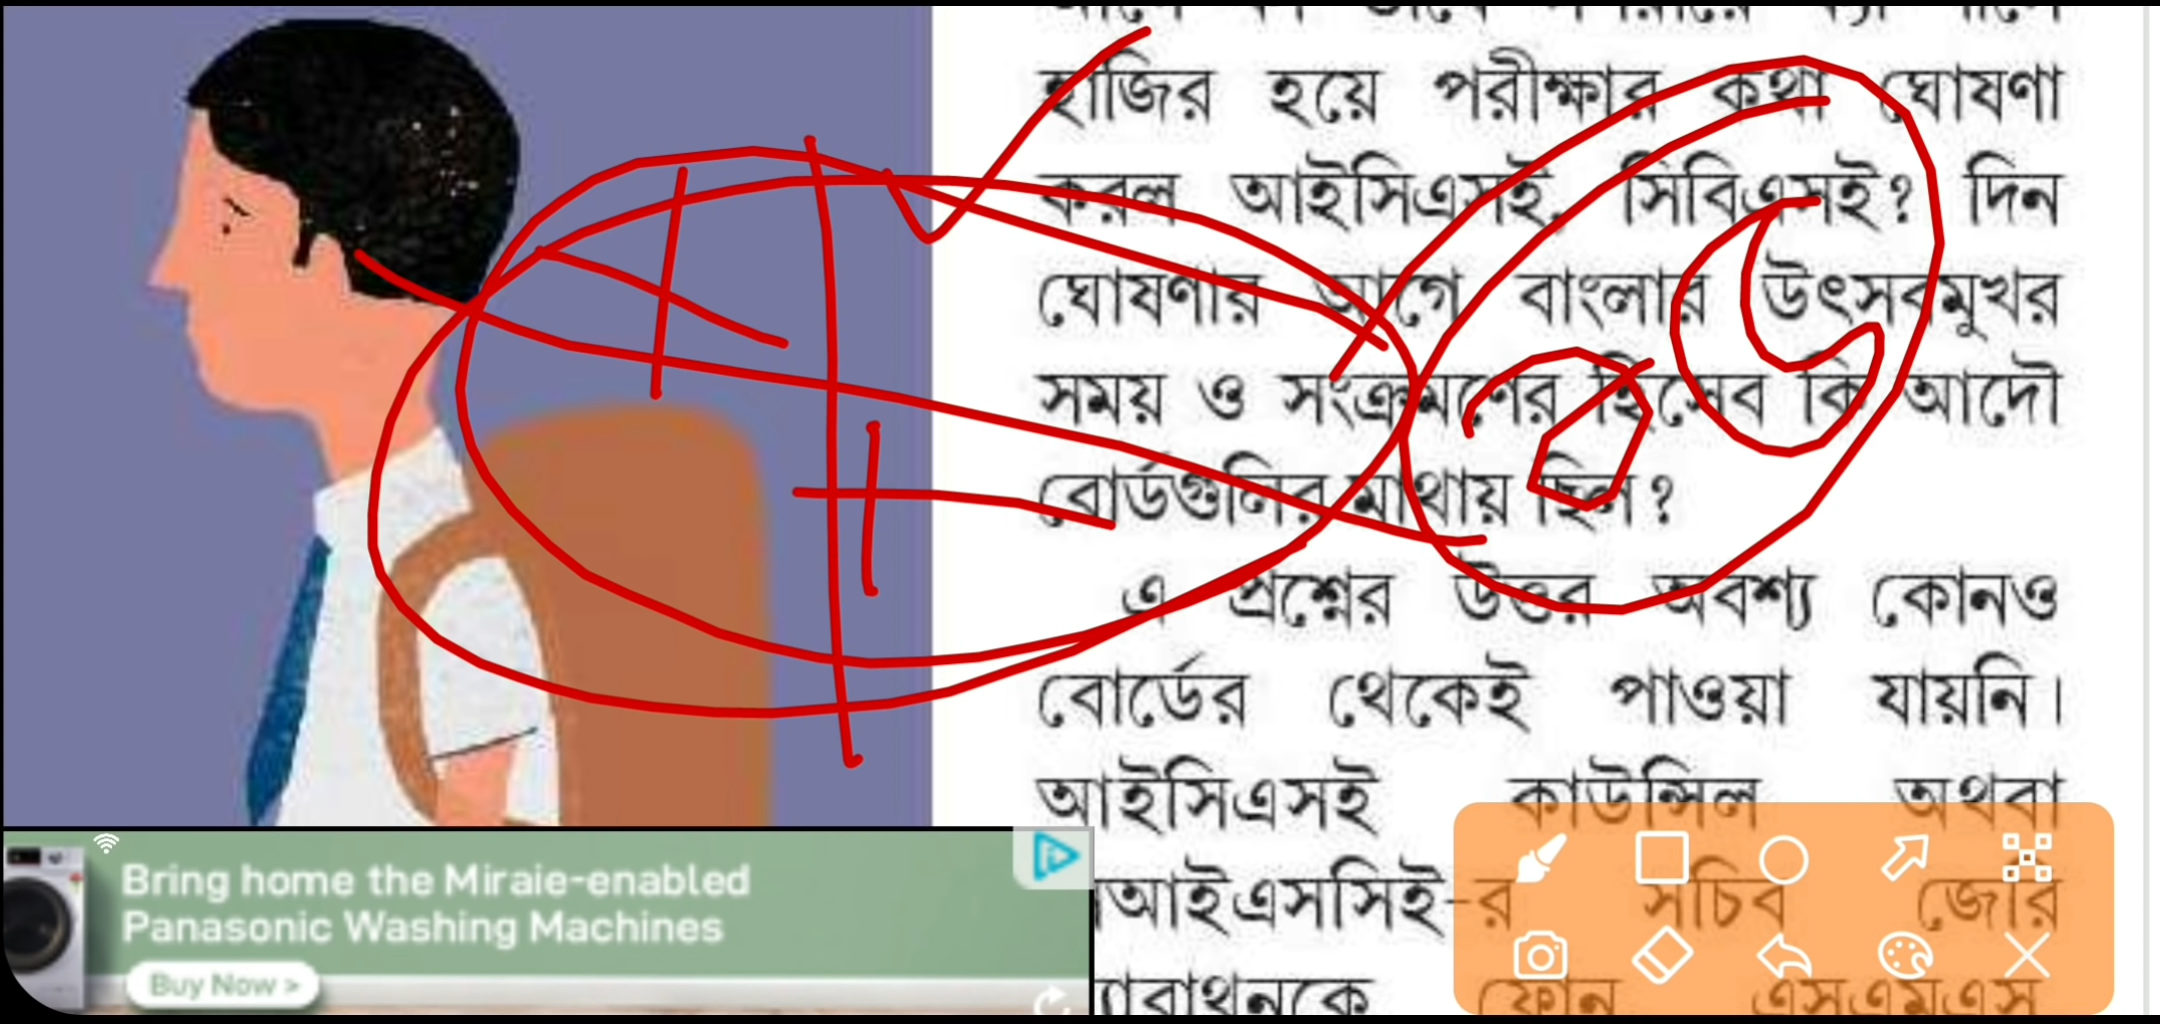 হাজির হয়ে পরীক্ষার কথা ঘোষণা
করল আইসিএসই, সিবিএসই? দিন
ঘোষণার আগে বাংলার উৎসবমুখর
সময় ও সংক্রমণের হিসেব কি আদৌ
বোর্ডগুলির মাথায় ছিল?
এ প্রশ্নের উত্তর অবশ্য কোনও
বোর্ডের থেকেই পাওয়া যায়নি।
আইসিএসই কাউন্সিল অথবা
সচিব জেরি
ফোন এসএমএস
Bring home the Miraie-enabled
Panasonic Washing Machines
Buy Now >